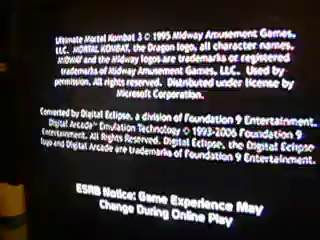 Ultimate Mortal Kombat 3 © 1995 Midway Amusement Games,
LLC. MORTAL KOMBAT, the Dragon logo, all character names,
MIDWAY and the Midway logos are trademarks or registered
trademarks of Midway Amusement Games, LLC. Used by
permission. All rights reserved. Distributed under license by
Microsoft Corporation.
Converted by Digital Eclipse, a division of Foundation 9 Entertainment.
Digital Arcade™ Emulation Technology © 1993-2006 Foundation 9
Entertainment. All Rights Reserved. Digital Eclipse, the Digital Eclipse
logo and Digital Arcade are trademarks of Foundation 9 Entertainment.
ESRB Notice: Game Experience May
Change During Online Play